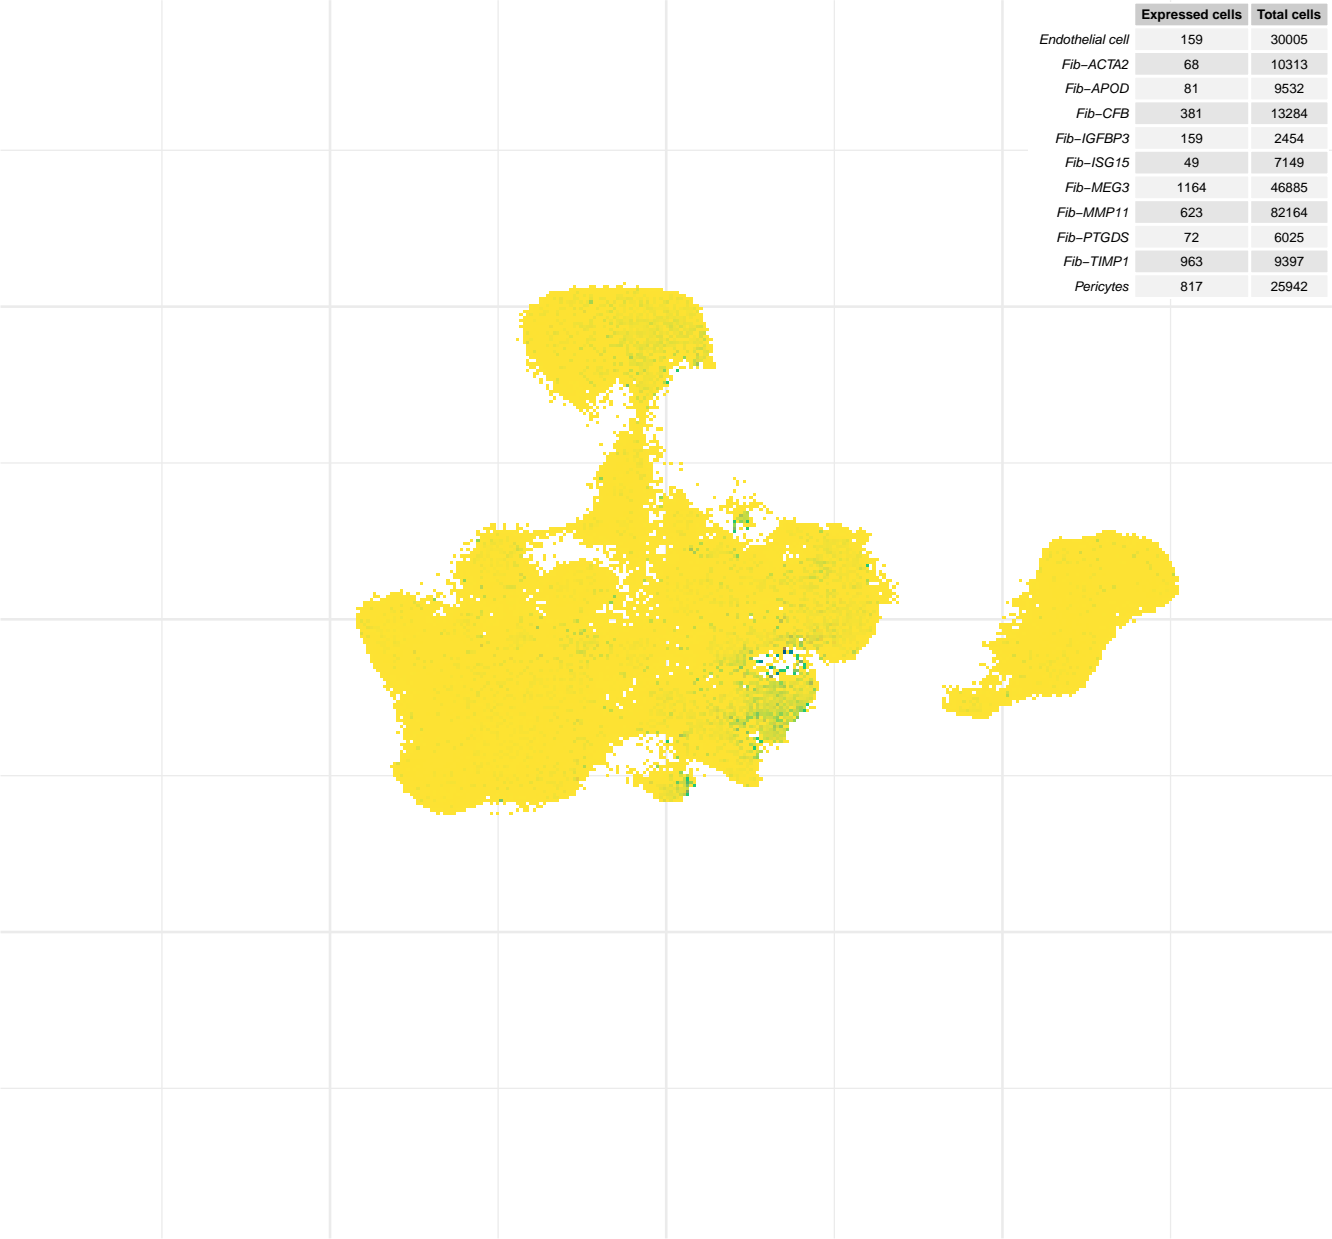 Expressed cells Total cells
Endothelial cell 159 30005
Fib−ACTA2 68 10313
Fib−APOD 81 9532
Fib−CFB 381 13284
Fib−IGFBP3 159 2454
Fib−ISG15 49 7149
Fib−MEG3 1164 46885
Fib−MMP11 623 82164
Fib−PTGDS 72 6025
Fib−TIMP1 963 9397
Pericytes 817 25942